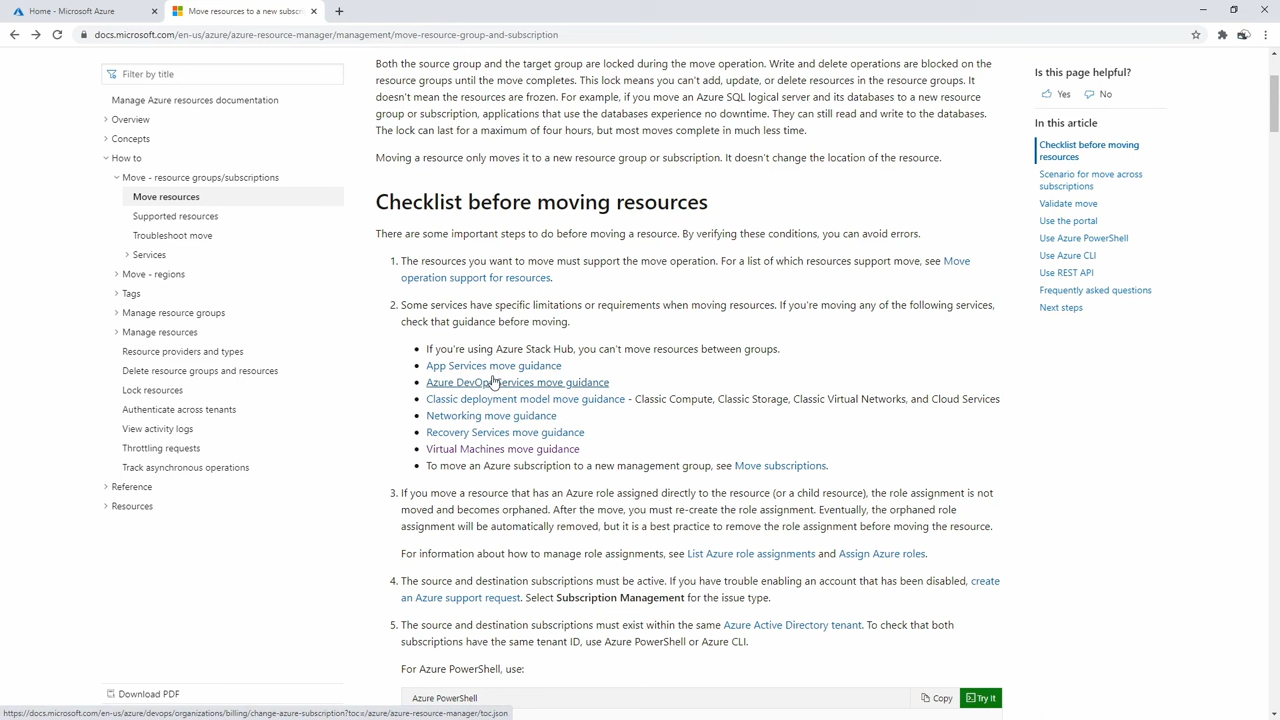 Home - Microsoft Azure
Move resources to a new subscri
docs.microsoft.com/en-us/azure/azure-resource-manager/management/move-resource-group-and-subscription
Filter by title
Manage Azure resources documentation
Overview
Concepts
How to
Move - resource groups/subscriptions
Move resources
Supported resources
Troubleshoot move
Services
Move - regions
Tags
Manage resource groups
Manage resources
Resource providers and types
Delete resource groups and resources
Lock resources
Authenticate across tenants
View activity logs
Throttling requests
Track asynchronous operations
Reference
Resources
Download PDF
Both the source group and the target group are locked during the move operation. Write and delete operations are blocked on the
resource groups until the move completes. This lock means you can't add, update, or delete resources in the resource groups. It
doesn't mean the resources are frozen. For example, if you move an Azure SQL logical server and its databases to a new resource
group or subscription, applications that use the databases experience no downtime. They can still read and write to the databases.
The lock can last for a maximum of four hours, but most moves complete in much less time.
Moving a resource only moves it to a new resource group or subscription. It doesn't change the location of the resource.
Checklist before moving resources
There are some important steps to do before moving a resource. By verifying these conditions, you can avoid errors.
1. The resources you want to move must support the move operation. For a list of which resources support move, see Move
operation support for resources.
2. Some services have specific limitations or requirements when moving resources. If you're moving any of the following services,
check that guidance before moving.
• If you're using Azure Stack Hub, you can't move resources between groups.
• App Services move guidance
• Azure DevOps Services move guidance
• Classic deployment model move guidance - Classic Compute, Classic Storage, Classic Virtual Networks, and Cloud Services
• Networking move guidance
• Recovery Services move guidance
• Virtual Machines move guidance
• To move an Azure subscription to a new management group, see Move subscriptions.
3. If you move a resource that has an Azure role assigned directly to the resource (or a child resource), the role assignment is not
moved and becomes orphaned. After the move, you must re-create the role assignment. Eventually, the orphaned role
assignment will be automatically removed, but it is a best practice to remove the role assignment before moving the resource.
For information about how to manage role assignments, see List Azure role assignments and Assign Azure roles.
4. The source and destination subscriptions must be active. If you have trouble enabling an account that has been disabled, create
an Azure support request. Select Subscription Management for the issue type.
5. The source and destination subscriptions must exist within the same Azure Active Directory tenant. To check that both
subscriptions have the same tenant ID, use Azure PowerShell or Azure CLI.
For Azure PowerShell, use:
Azure PowerShell
Copy
Try It
Is this page helpful?
Yes
No
In this article
Checklist before moving
resources
Scenario for move across
subscriptions
Validate move
Use the portal
Use Azure PowerShell
Use Azure CLI
Use REST API
Frequently asked questions
Next steps
https://docs.microsoft.com/en-us/azure/devops/organizations/billing/change-azure-subscription?toc=/azure/azure-resource-manager/toc.json